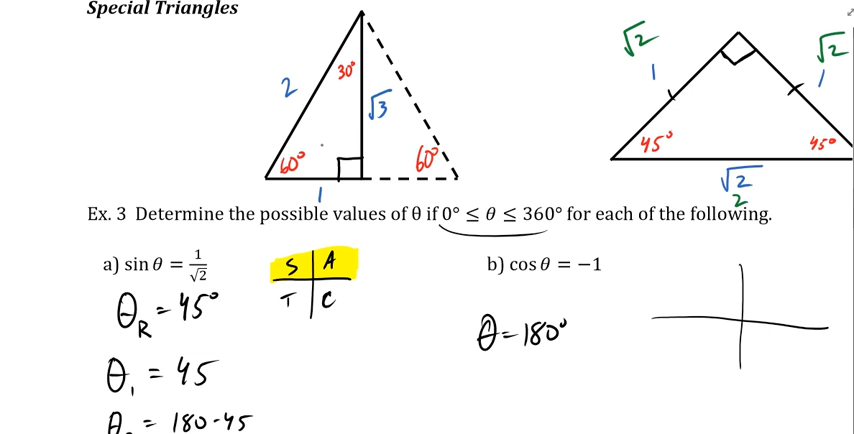 Special Triangles
√2
√2
2
30°
1
1
√3
60°
60°
45°
45°
1
√2
2
Ex. 3 Determine the possible values of θ if 0° ≤ θ ≤ 360° for each of the following.
a) sin θ = 1/√2
S A
T C
b) cos θ = −1
θR = 45°
θ = 180°
θ1 = 45
= 180-45